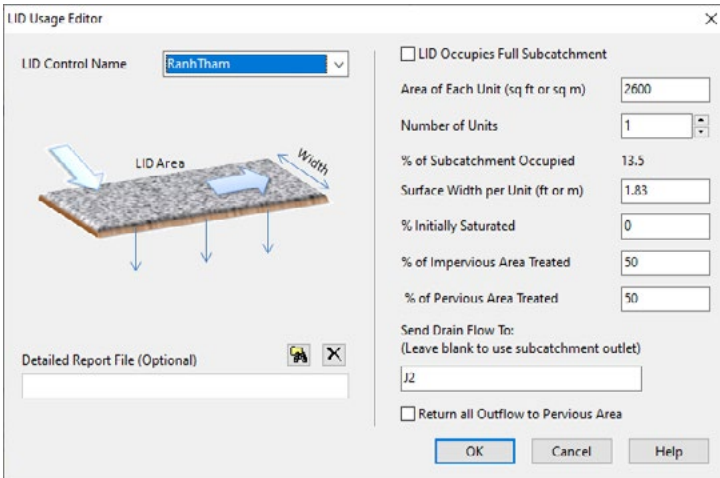 LID Usage Editor
LID Control Name
RanhTham
LID Area
Width
Detailed Report File (Optional)
LID Occupies Full Subcatchment
Area of Each Unit (sq ft or sq m) 2600
Number of Units 1
% of Subcatchment Occupied 13.5
Surface Width per Unit (ft or m) 1.83
% Initially Saturated 0
% of Impervious Area Treated 50
% of Pervious Area Treated 50
Send Drain Flow To:
(Leave blank to use subcatchment outlet)
J2
Return all Outflow to Pervious Area
OK Cancel Help